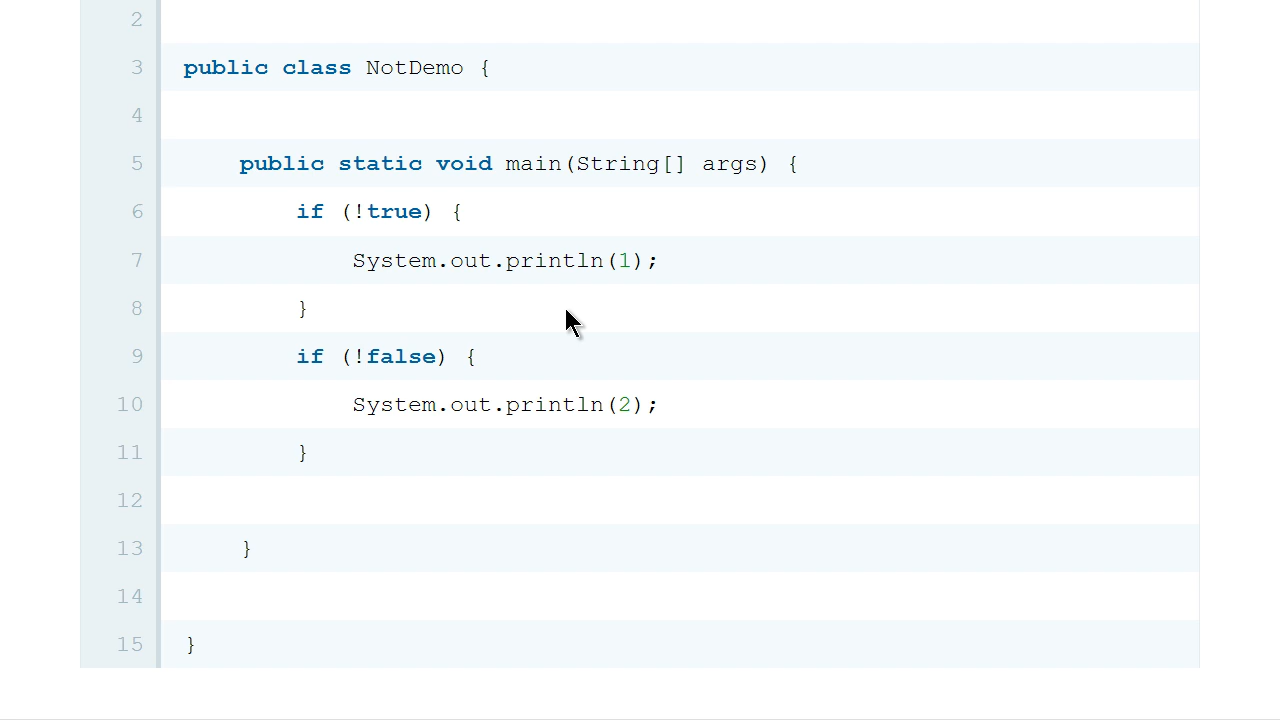 2
3 public class NotDemo {
4
5 public static void main(String[] args) {
6 if (!true) {
7 System.out.println(1);
8 }
9 if (!false) {
10 System.out.println(2);
11 }
12
13 }
14
15 }